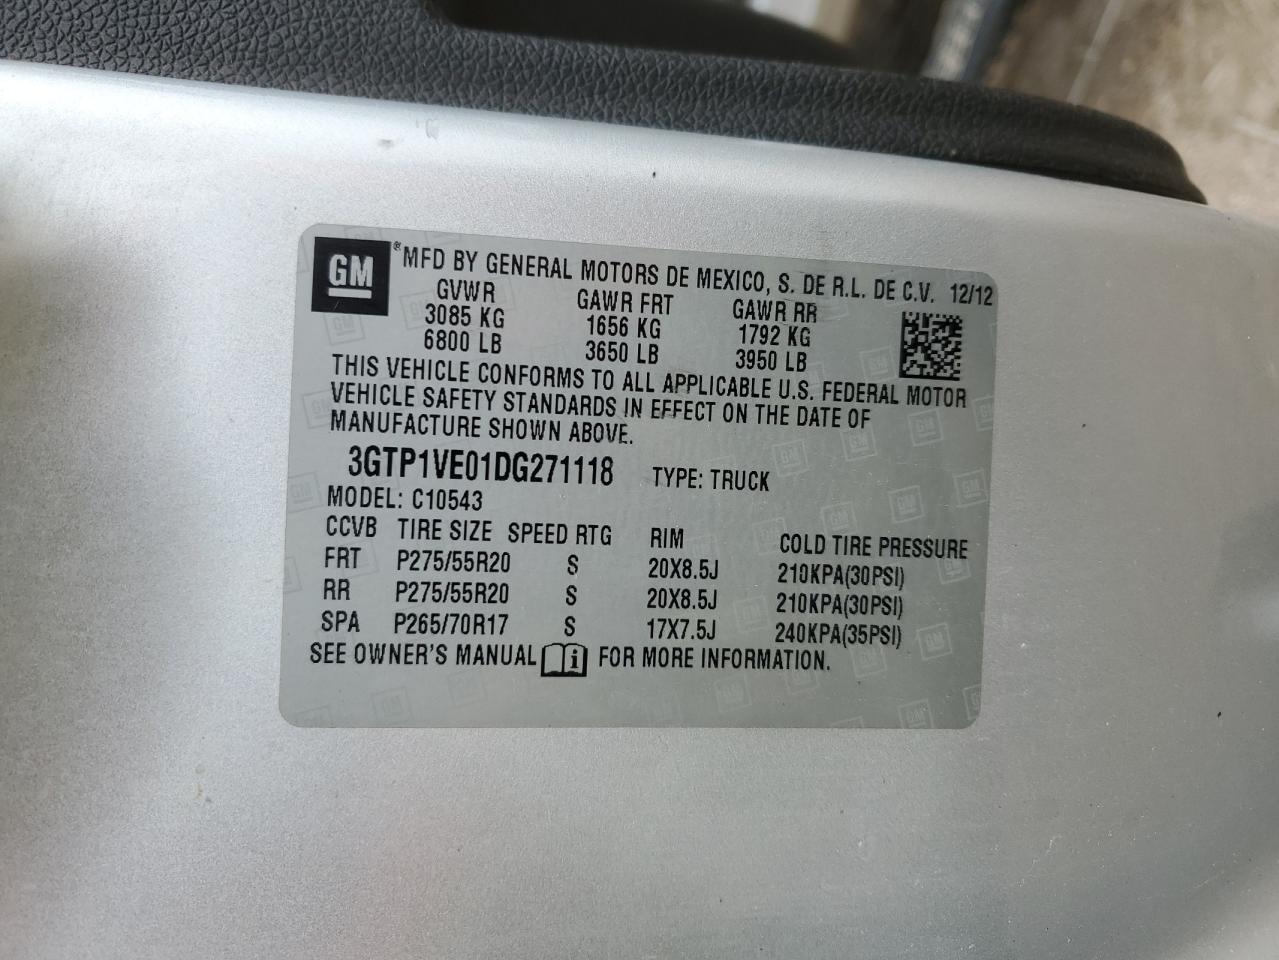 GM ® MFD BY GENERAL MOTORS DE MEXICO, S. DE R.L. DE C.V. 12/12
GVWR GAWR FRT GAWR RR
3085 KG 1656 KG 1792 KG
6800 LB 3650 LB 3950 LB
THIS VEHICLE CONFORMS TO ALL APPLICABLE U.S. FEDERAL MOTOR
VEHICLE SAFETY STANDARDS IN EFFECT ON THE DATE OF
MANUFACTURE SHOWN ABOVE.
3GTP1VE01DG271118 TYPE: TRUCK
MODEL: C10543
CCVB TIRE SIZE SPEED RTG RIM COLD TIRE PRESSURE
FRT P275/55R20 S 20X8.5J 210KPA(30PSI)
RR P275/55R20 S 20X8.5J 210KPA(30PSI)
SPA P265/70R17 S 17X7.5J 240KPA(35PSI)
SEE OWNER'S MANUAL i FOR MORE INFORMATION.